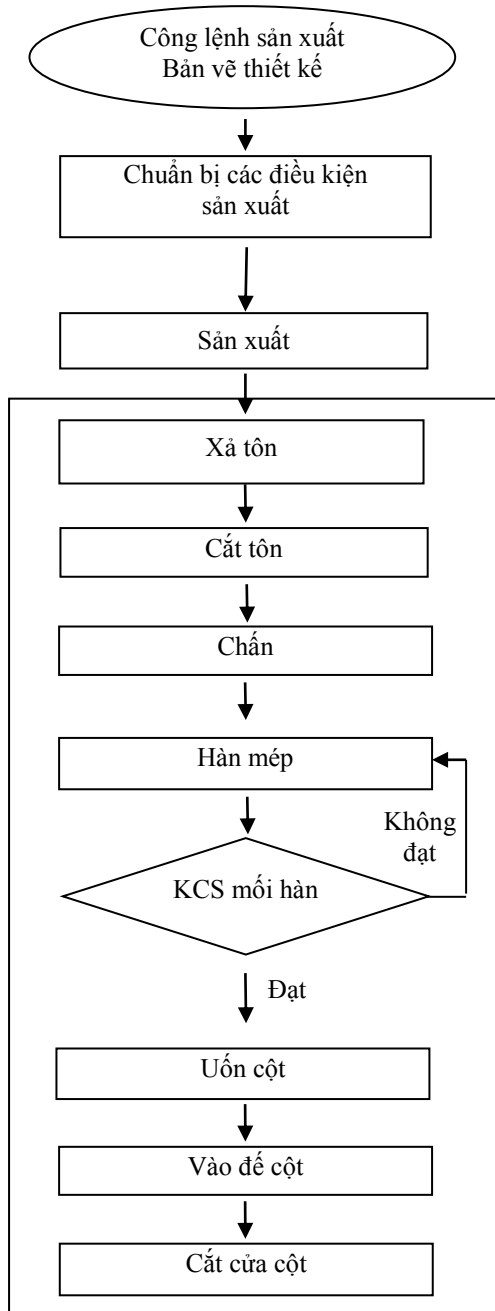 Công lệnh sản xuất
Bản vẽ thiết kế
Chuẩn bị các điều kiện
sản xuất
Sản xuất
Xả tôn
Cắt tôn
Chấn
Hàn mép
Không
đạt
KCS mối hàn
Đạt
Uốn cột
Vào đế cột
Cắt cửa cột